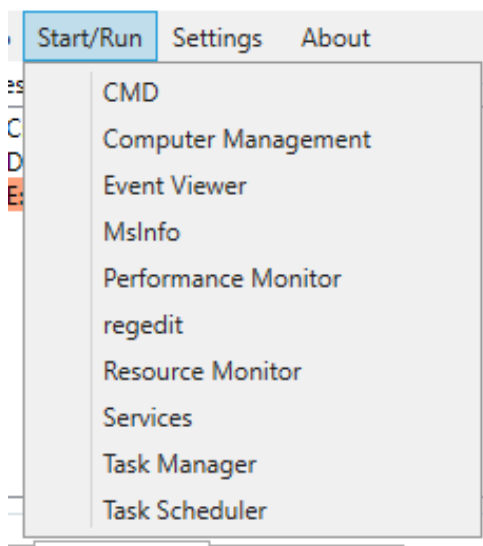 Start/Run Settings About
es
CMD
C
Computer Management
D
Event Viewer
E:
MsInfo
Performance Monitor
regedit
Resource Monitor
Services
Task Manager
Task Scheduler